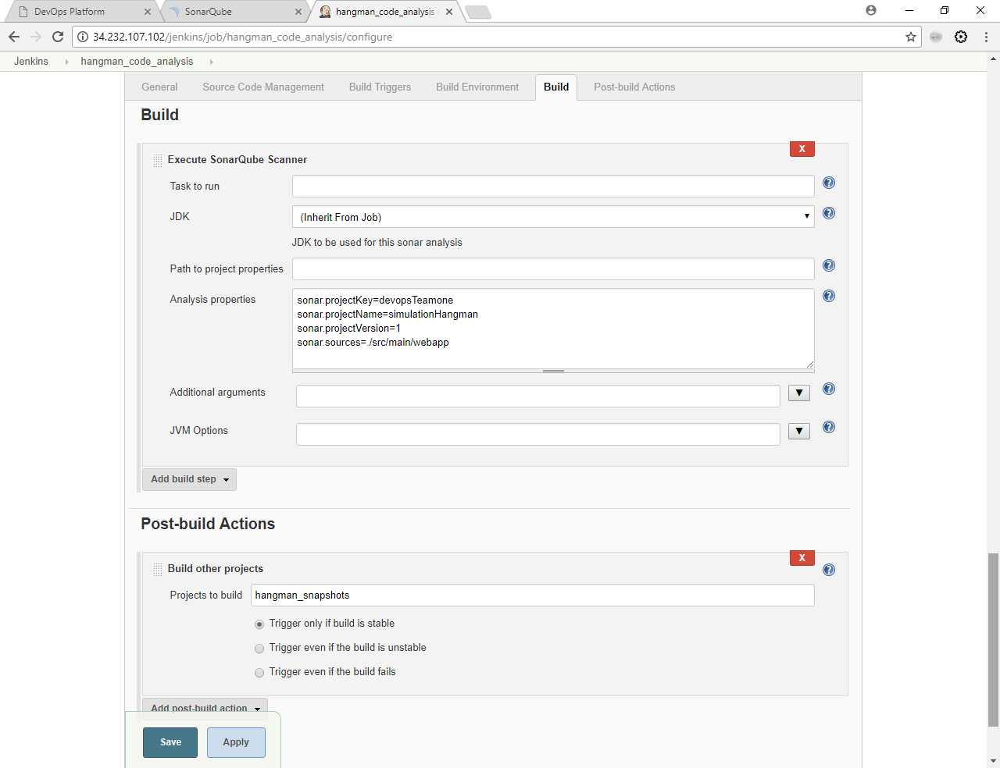 DevOps Platform
SonarQube
hangman_code_analysis
34.232.107.102/jenkins/job/hangman_code_analysis/configure
Jenkins
hangman_code_analysis
General
Source Code Management
Build Triggers
Build Environment
Build
Post-build Actions
Build
X
Execute SonarQube Scanner
Task to run
JDK
(Inherit From Job)
JDK to be used for this sonar analysis
Path to project properties
Analysis properties
sonar.projectKey=devopsTeamone
sonar.projectName=simulationHangman
sonar.projectVersion=1
sonar.sources=./src/main/webapp
Additional arguments
JVM Options
Add build step
Post-build Actions
X
Build other projects
Projects to build
hangman_snapshots
Trigger only if build is stable
Trigger even if the build is unstable
Trigger even if the build fails
Add post-build action
Save
Apply